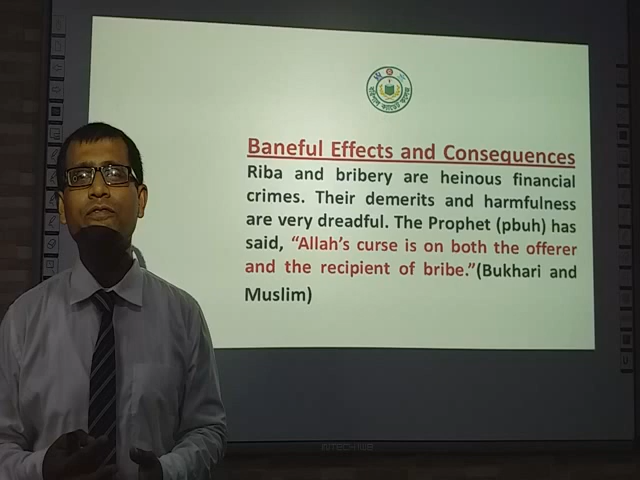 Baneful Effects and Consequences
Riba and bribery are heinous financial
crimes. Their demerits and harmfulness
are very dreadful. The Prophet (pbuh) has
said, “Allah’s curse is on both the offerer
and the recipient of bribe.”(Bukhari and
Muslim)